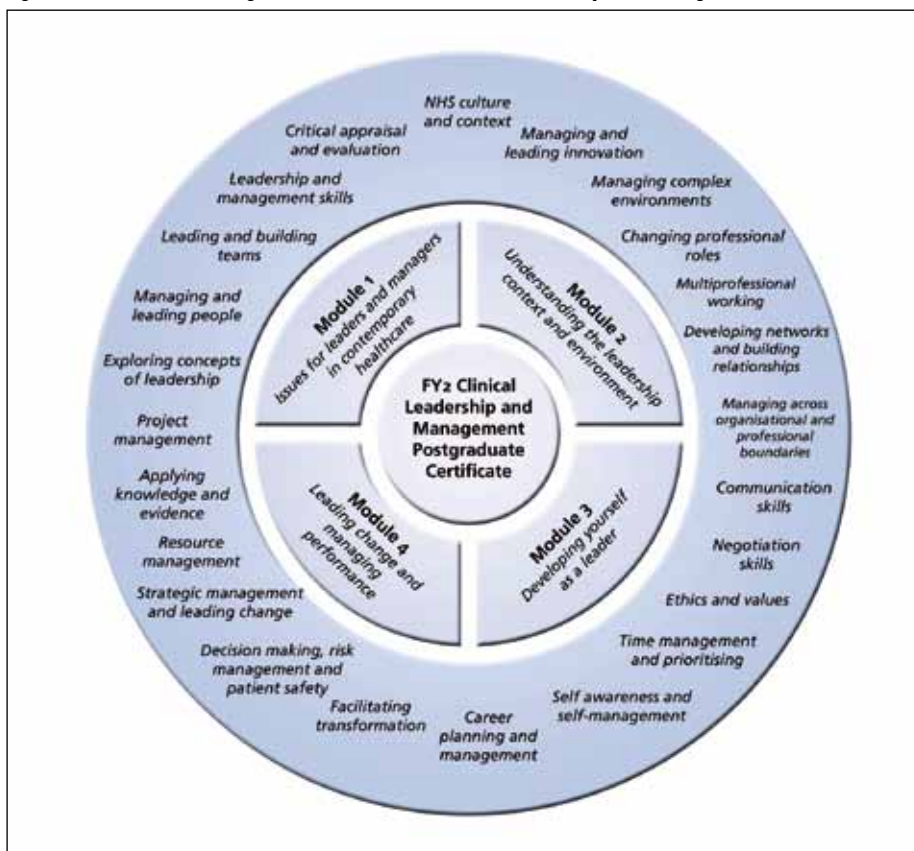 NHS culture
and context
Managing and
leading innovation
Managing complex
environments
Changing professional
roles
Multiprofessional
working
Developing networks
and building
relationships
Managing across
organisational and
professional
boundaries
Communication
skills
Negotiation
skills
Ethics and values
Time management
and prioritising
Self awareness and
self-management
Career
planning and
management
Facilitating
transformation
Decision making, risk
management and
patient safety
Strategic management
and leading change
Resource
management
Applying
knowledge and
evidence
Project
management
Exploring concepts
of leadership
Managing and
leading people
Leading and building
teams
Leadership and
management skills
Critical appraisal
and evaluation
Module 1
Issues for leaders and managers
in contemporary
healthcare
Module 2
Understanding the leadership
context and environment
Module 3
Developing yourself
as a leader
Module 4
Leading change and
managing
performance
FY2 Clinical
Leadership and
Management
Postgraduate
Certificate